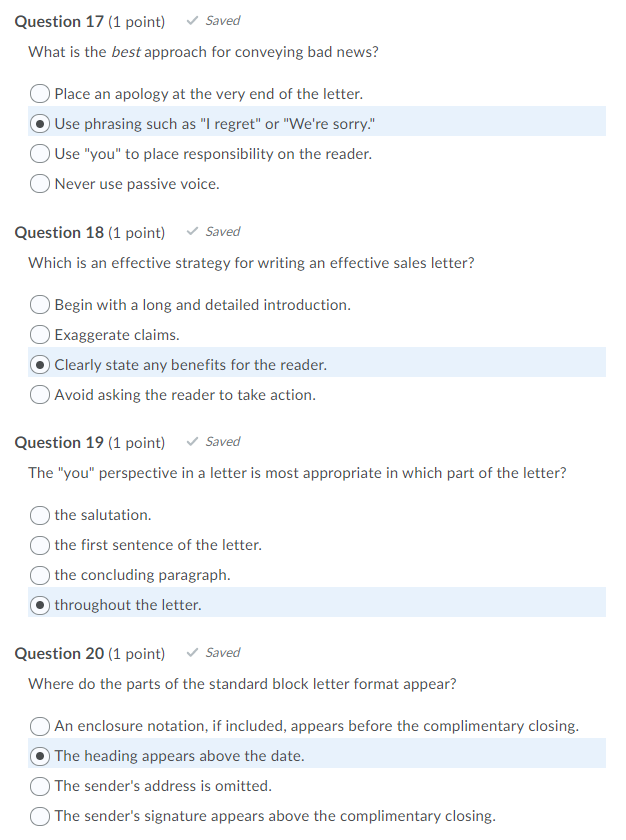 Question 17 (1 point) ✓ Saved
What is the best approach for conveying bad news?
Place an apology at the very end of the letter.
Use phrasing such as "I regret" or "We're sorry."
Use "you" to place responsibility on the reader.
Never use passive voice.
Question 18 (1 point) ✓ Saved
Which is an effective strategy for writing an effective sales letter?
Begin with a long and detailed introduction.
Exaggerate claims.
Clearly state any benefits for the reader.
Avoid asking the reader to take action.
Question 19 (1 point) ✓ Saved
The "you" perspective in a letter is most appropriate in which part of the letter?
the salutation.
the first sentence of the letter.
the concluding paragraph.
throughout the letter.
Question 20 (1 point) ✓ Saved
Where do the parts of the standard block letter format appear?
An enclosure notation, if included, appears before the complimentary closing.
The heading appears above the date.
The sender's address is omitted.
The sender's signature appears above the complimentary closing.